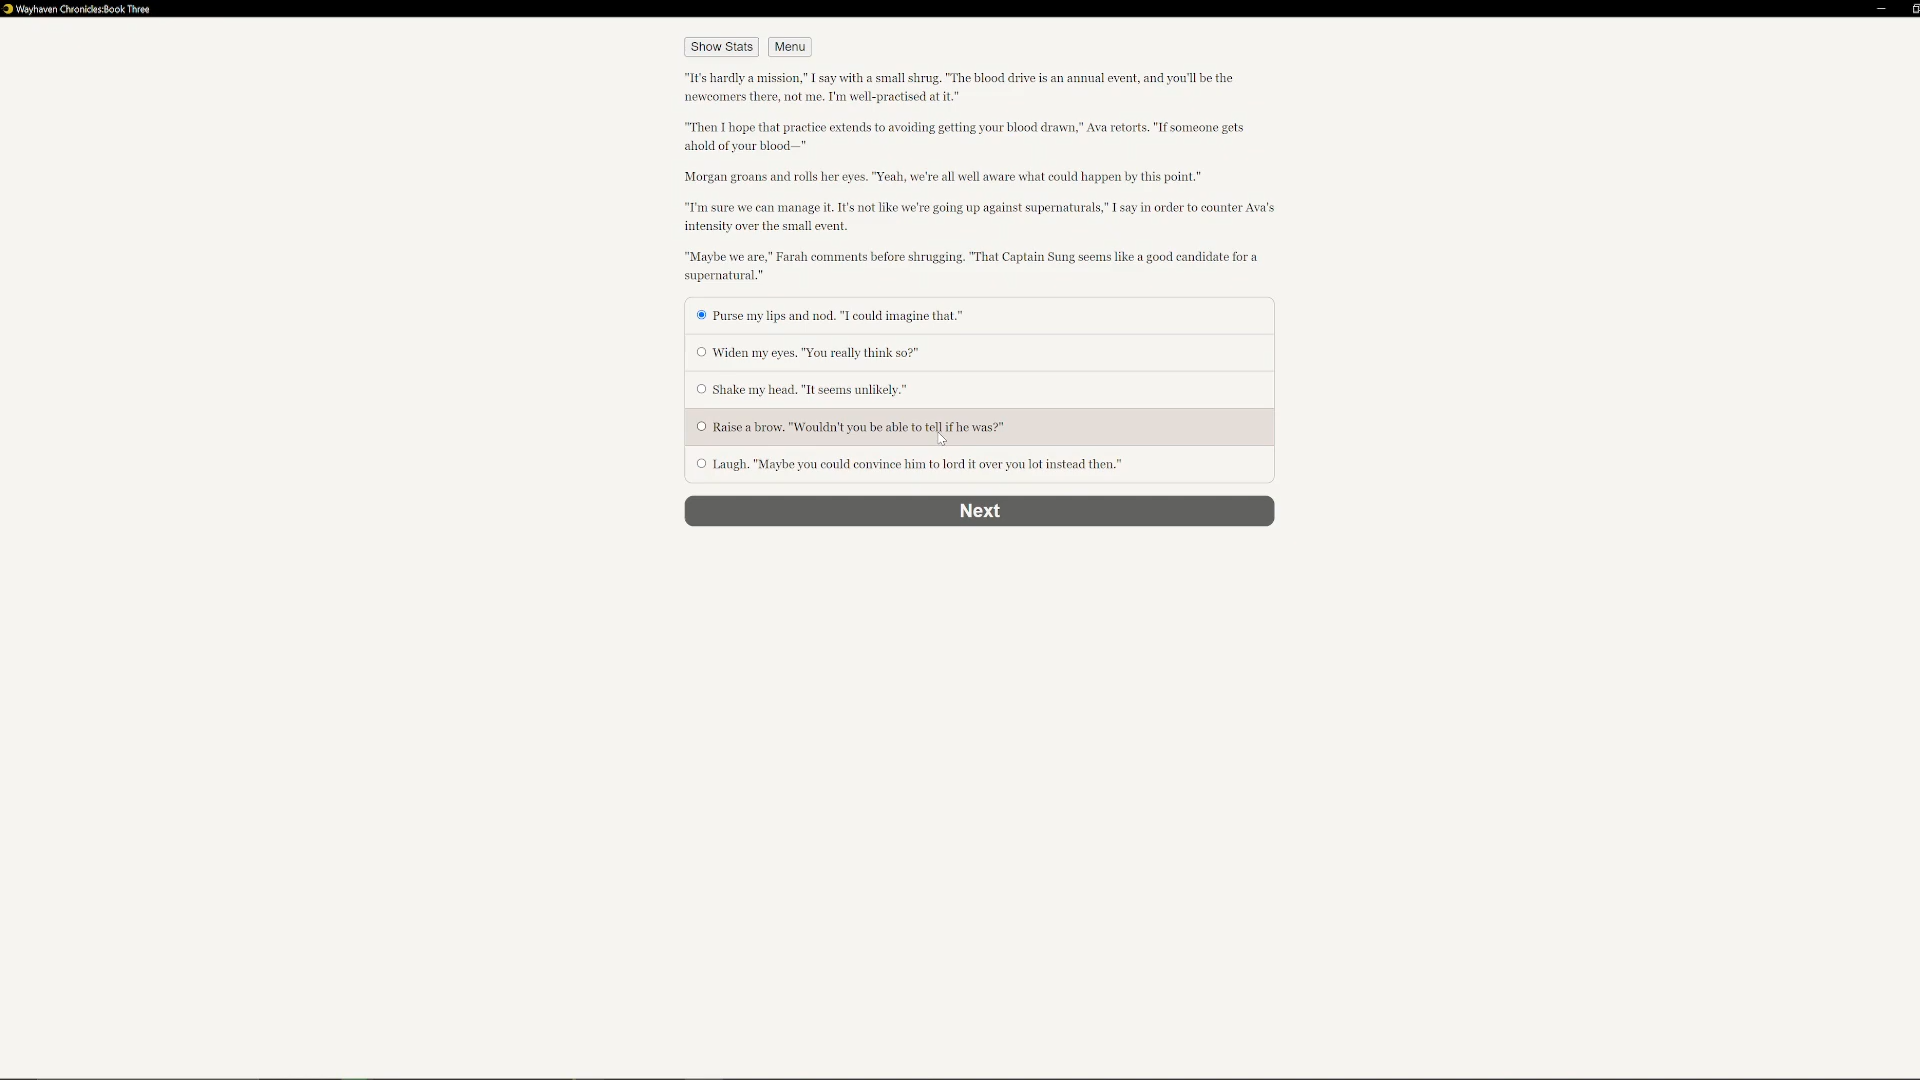 Wayhaven Chronicles:Book Three
Show Stats Menu
"It's hardly a mission," I say with a small shrug. "The blood drive is an annual event, and you'll be the
newcomers there, not me. I'm well-practised at it."
"Then I hope that practice extends to avoiding getting your blood drawn," Ava retorts. "If someone gets
ahold of your blood—"
Morgan groans and rolls her eyes. "Yeah, we're all well aware what could happen by this point."
"I'm sure we can manage it. It's not like we're going up against supernaturals," I say in order to counter Ava's
intensity over the small event.
"Maybe we are," Farah comments before shrugging. "That Captain Sung seems like a good candidate for a
supernatural."
Purse my lips and nod. "I could imagine that."
Widen my eyes. "You really think so?"
Shake my head. "It seems unlikely."
Raise a brow. "Wouldn't you be able to tell if he was?"
Laugh. "Maybe you could convince him to lord it over you lot instead then."
Next